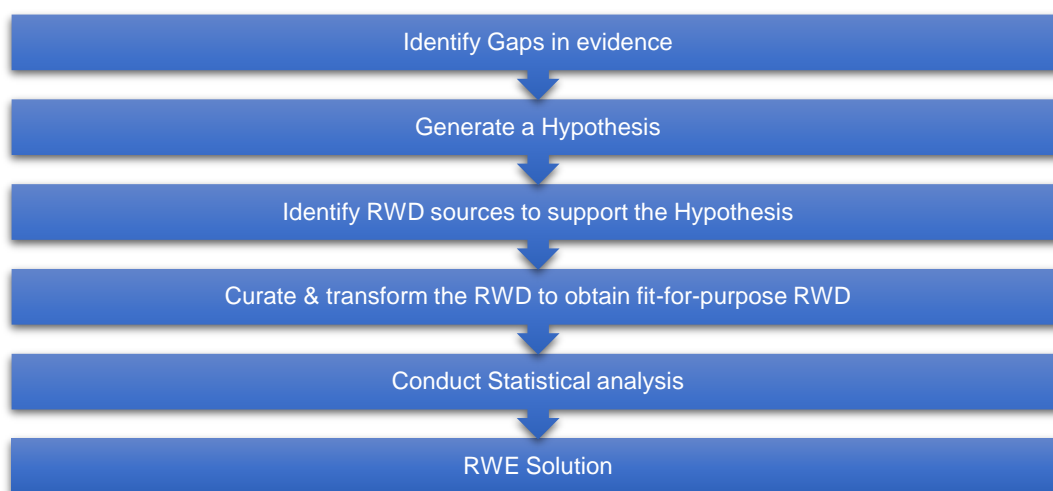 Identify Gaps in evidence
Generate a Hypothesis
Identify RWD sources to support the Hypothesis
Curate & transform the RWD to obtain fit-for-purpose RWD
Conduct Statistical analysis
RWE Solution